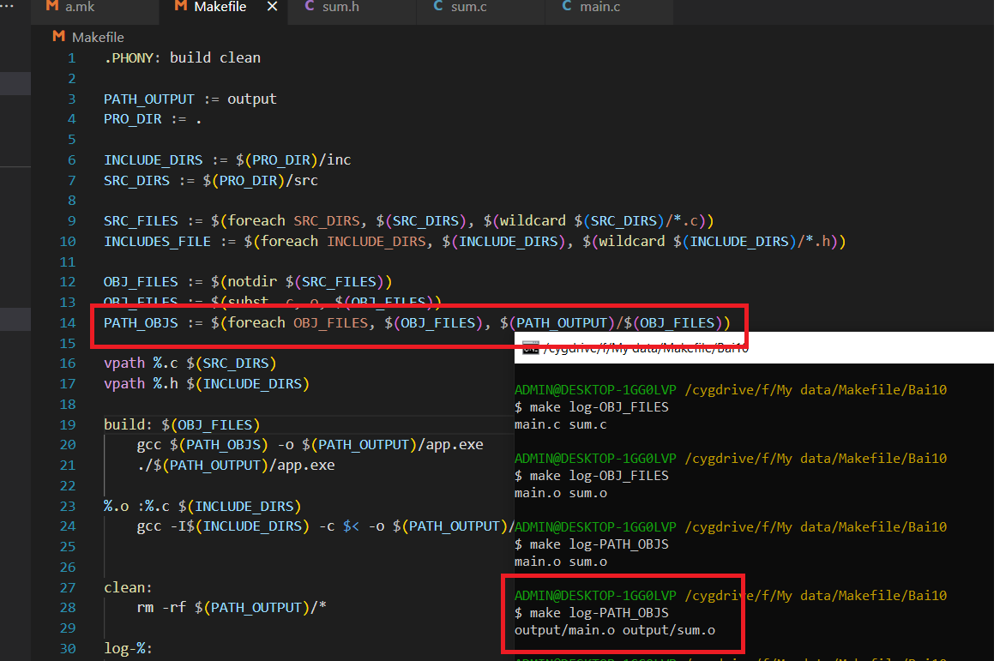 a.mk
Makefile
sum.h
sum.c
main.c
Makefile
1 .PHONY: build clean
2
3 PATH_OUTPUT := output
4 PRO_DIR := .
5
6 INCLUDE_DIRS := $(PRO_DIR)/inc
7 SRC_DIRS := $(PRO_DIR)/src
8
9 SRC_FILES := $(foreach SRC_DIRS, $(SRC_DIRS), $(wildcard $(SRC_DIRS)/*.c))
10 INCLUDES_FILE := $(foreach INCLUDE_DIRS, $(INCLUDE_DIRS), $(wildcard $(INCLUDE_DIRS)/*.h))
11
12 OBJ_FILES := $(notdir $(SRC_FILES))
13 OBJ_FILES := $(subst .c,.o, $(OBJ_FILES))
14 PATH_OBJS := $(foreach OBJ_FILES, $(OBJ_FILES), $(PATH_OUTPUT)/$(OBJ_FILES))
15
16 vpath %.c $(SRC_DIRS)
17 vpath %.h $(INCLUDE_DIRS)
18
19 build: $(OBJ_FILES)
20 gcc $(PATH_OBJS) -o $(PATH_OUTPUT)/app.exe
21 ./$(PATH_OUTPUT)/app.exe
22
23 %.o :%.c $(INCLUDE_DIRS)
24 gcc -I$(INCLUDE_DIRS) -c $< -o $(PATH_OUTPUT)/
25
26
27 clean:
28 rm -rf $(PATH_OUTPUT)/*
29
30 log-%:
/cygdrive/f/My data/Makefile/Bai10
ADMIN@DESKTOP-1GG0LVP /cygdrive/f/My data/Makefile/Bai10
$ make log-OBJ_FILES
main.c sum.c
ADMIN@DESKTOP-1GG0LVP /cygdrive/f/My data/Makefile/Bai10
$ make log-OBJ_FILES
main.o sum.o
ADMIN@DESKTOP-1GG0LVP /cygdrive/f/My data/Makefile/Bai10
$ make log-PATH_OBJS
main.o sum.o
ADMIN@DESKTOP-1GG0LVP /cygdrive/f/My data/Makefile/Bai10
$ make log-PATH_OBJS
output/main.o output/sum.o